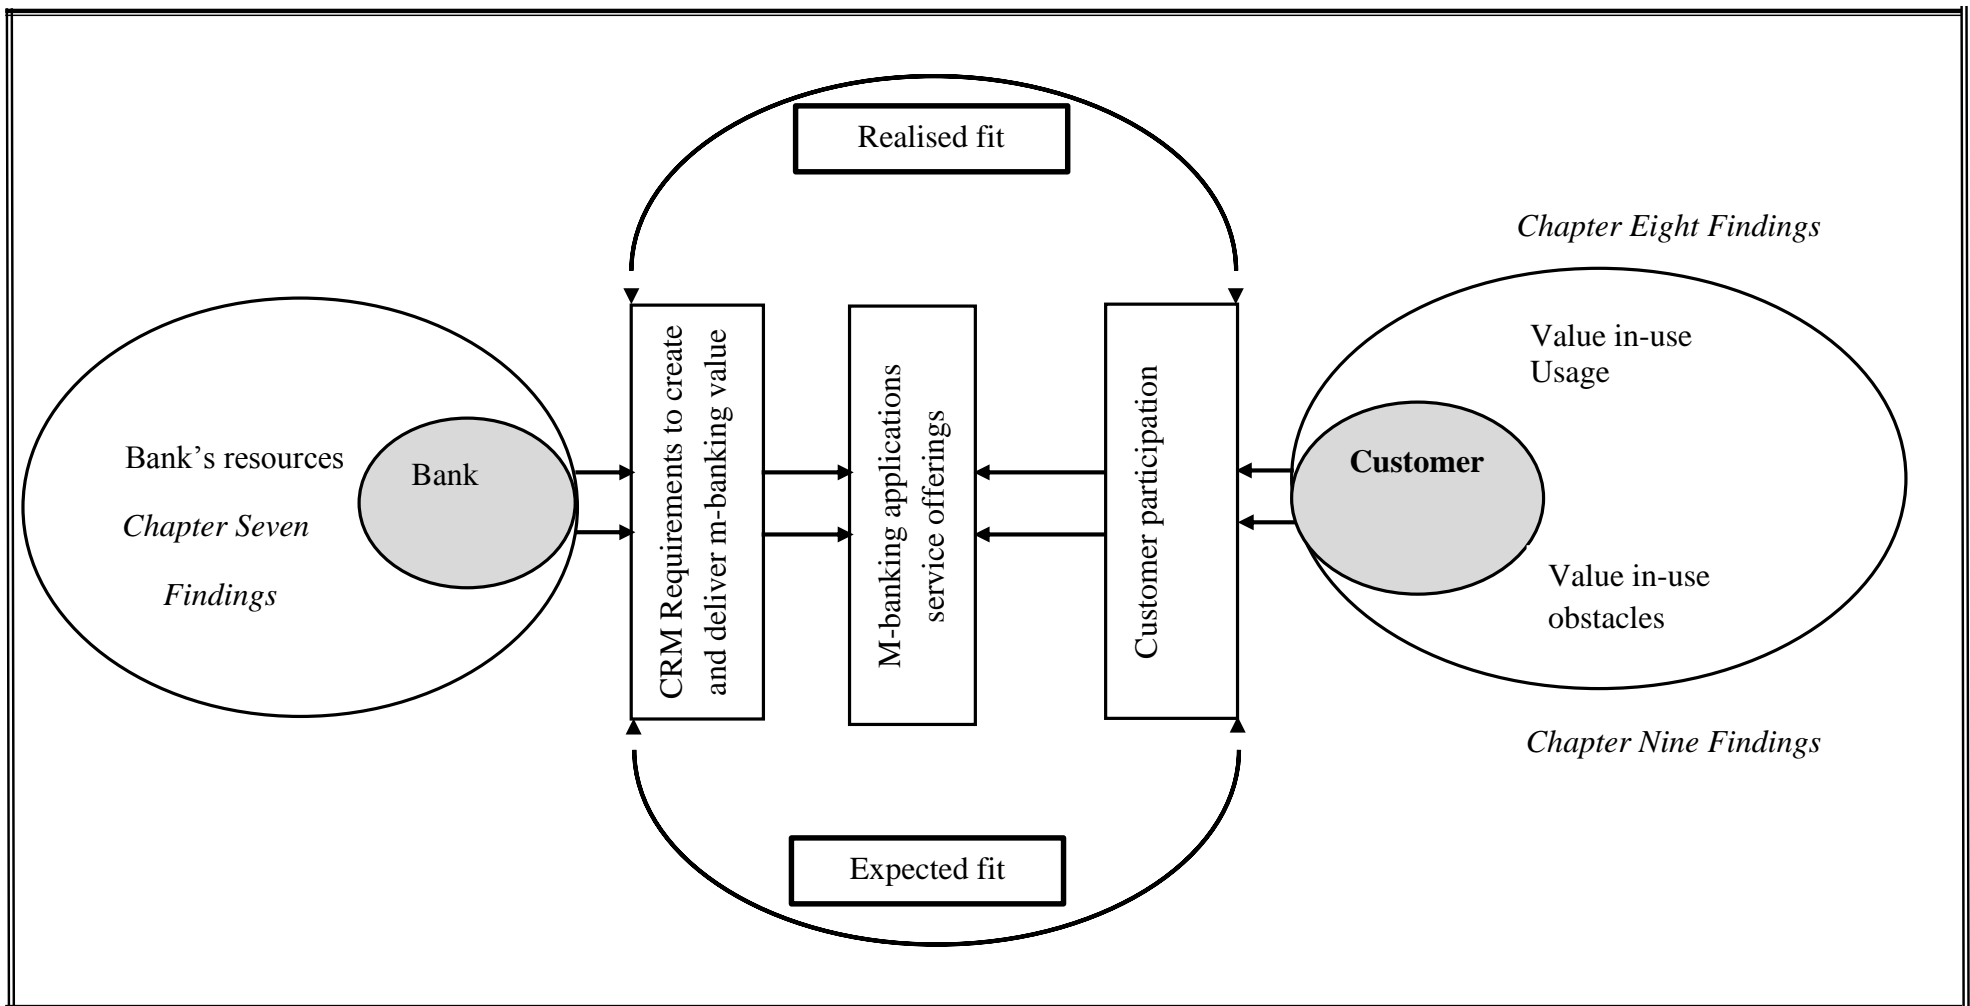 Realised fit
Chapter Eight Findings
Value in-use
Usage
Bank’s resources
Chapter Seven
Findings
Bank
CRM Requirements to create
and deliver m-banking value
M-banking applications
service offerings
Customer participation
Customer
Value in-use
obstacles
Chapter Nine Findings
Expected fit